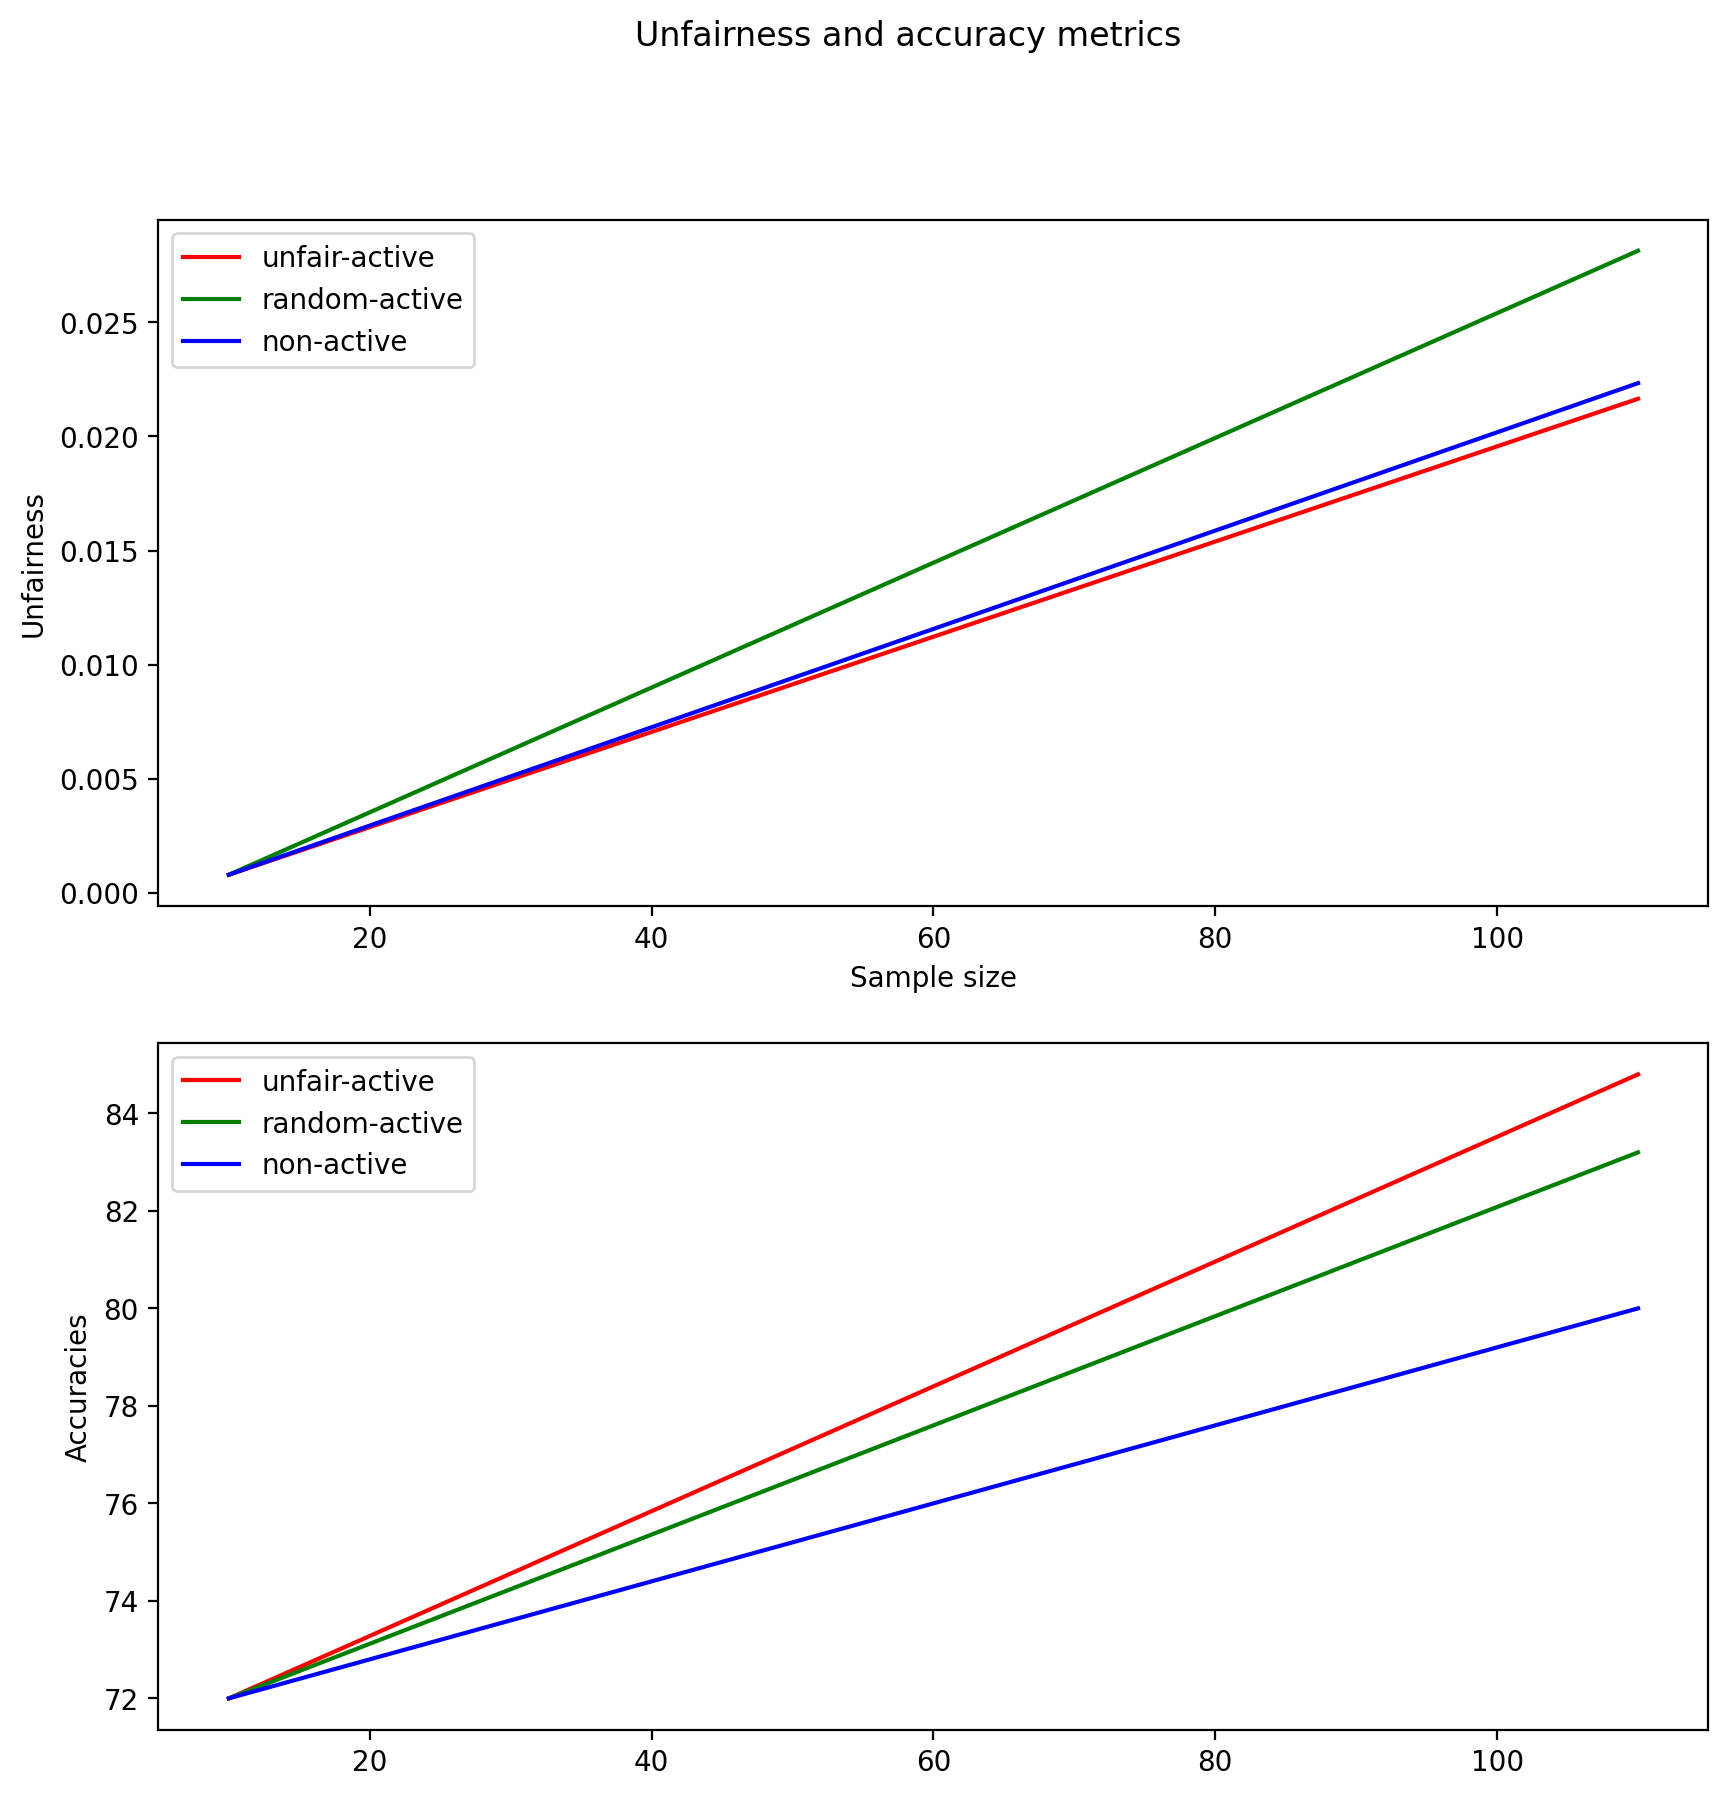 Unfairness and accuracy metrics
unfair-active
random-active
non-active
0.025
0.020
0.015
0.010
0.005
0.000
Unfairness
20 40 60 80 100
Sample size
unfair-active
random-active
non-active
84
82
80
78
76
74
72
Accuracies
20 40 60 80 100